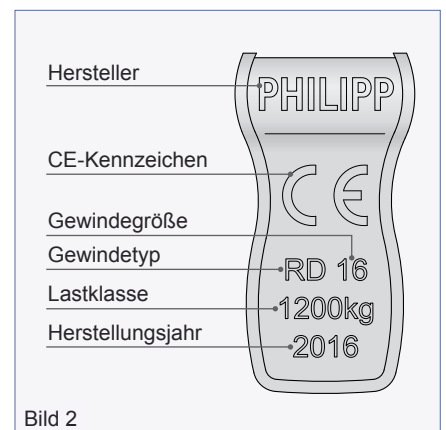 Hersteller
PHILIPP
CE-Kennzeichen
CE
Gewindegröße
Gewindetyp
RD 16
Lastklasse
1200kg
Herstellungsjahr
2016
Bild 2